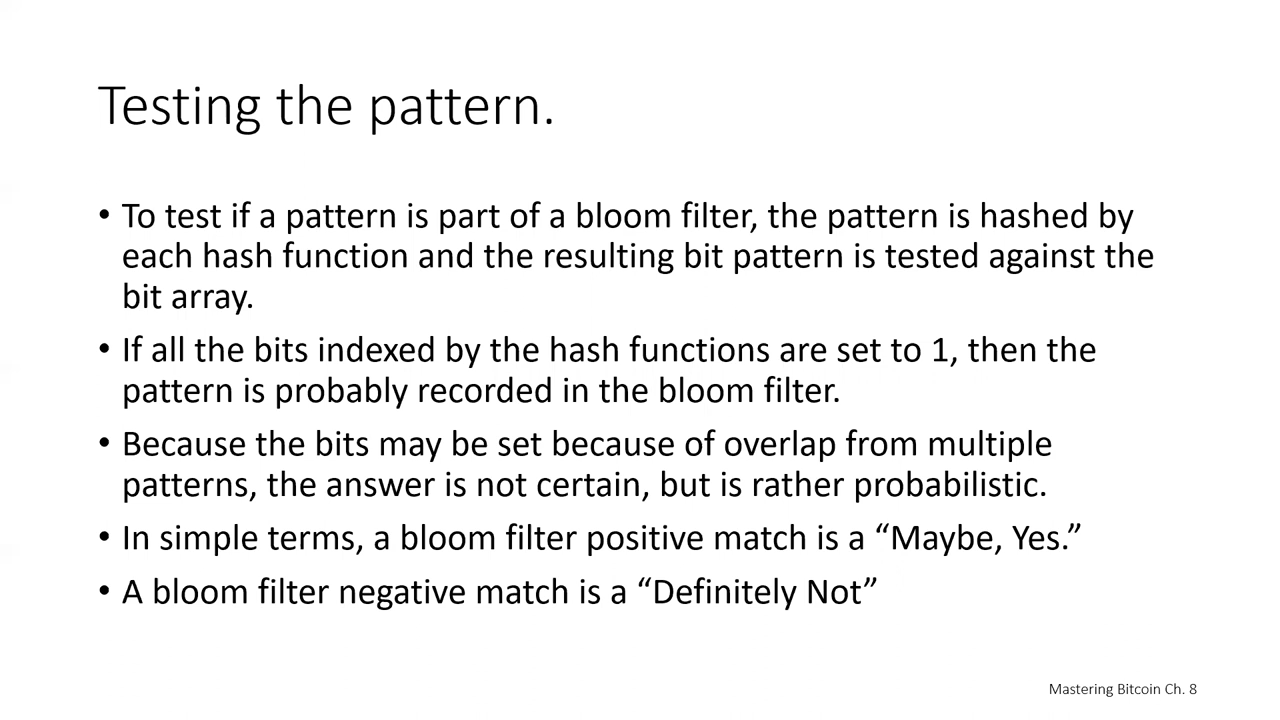 Testing the pattern.
• To test if a pattern is part of a bloom filter, the pattern is hashed by
each hash function and the resulting bit pattern is tested against the
bit array.
• If all the bits indexed by the hash functions are set to 1, then the
pattern is probably recorded in the bloom filter.
• Because the bits may be set because of overlap from multiple
patterns, the answer is not certain, but is rather probabilistic.
• In simple terms, a bloom filter positive match is a “Maybe, Yes.”
• A bloom filter negative match is a “Definitely Not”
Mastering Bitcoin Ch. 8